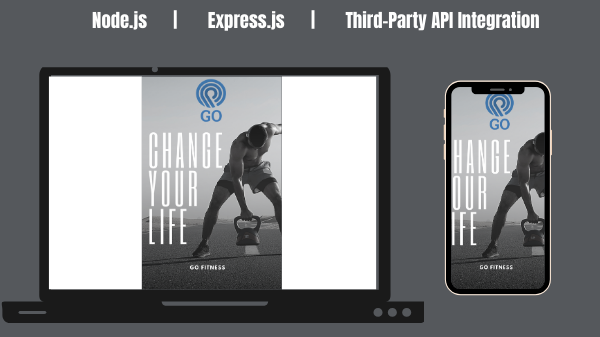 Node.js | Express.js | Third-Party API Integration
GO
CHANGE
YOUR
LIFE
GO FITNESS
GO
HANGE
OUR
IFE
GO FITNESS